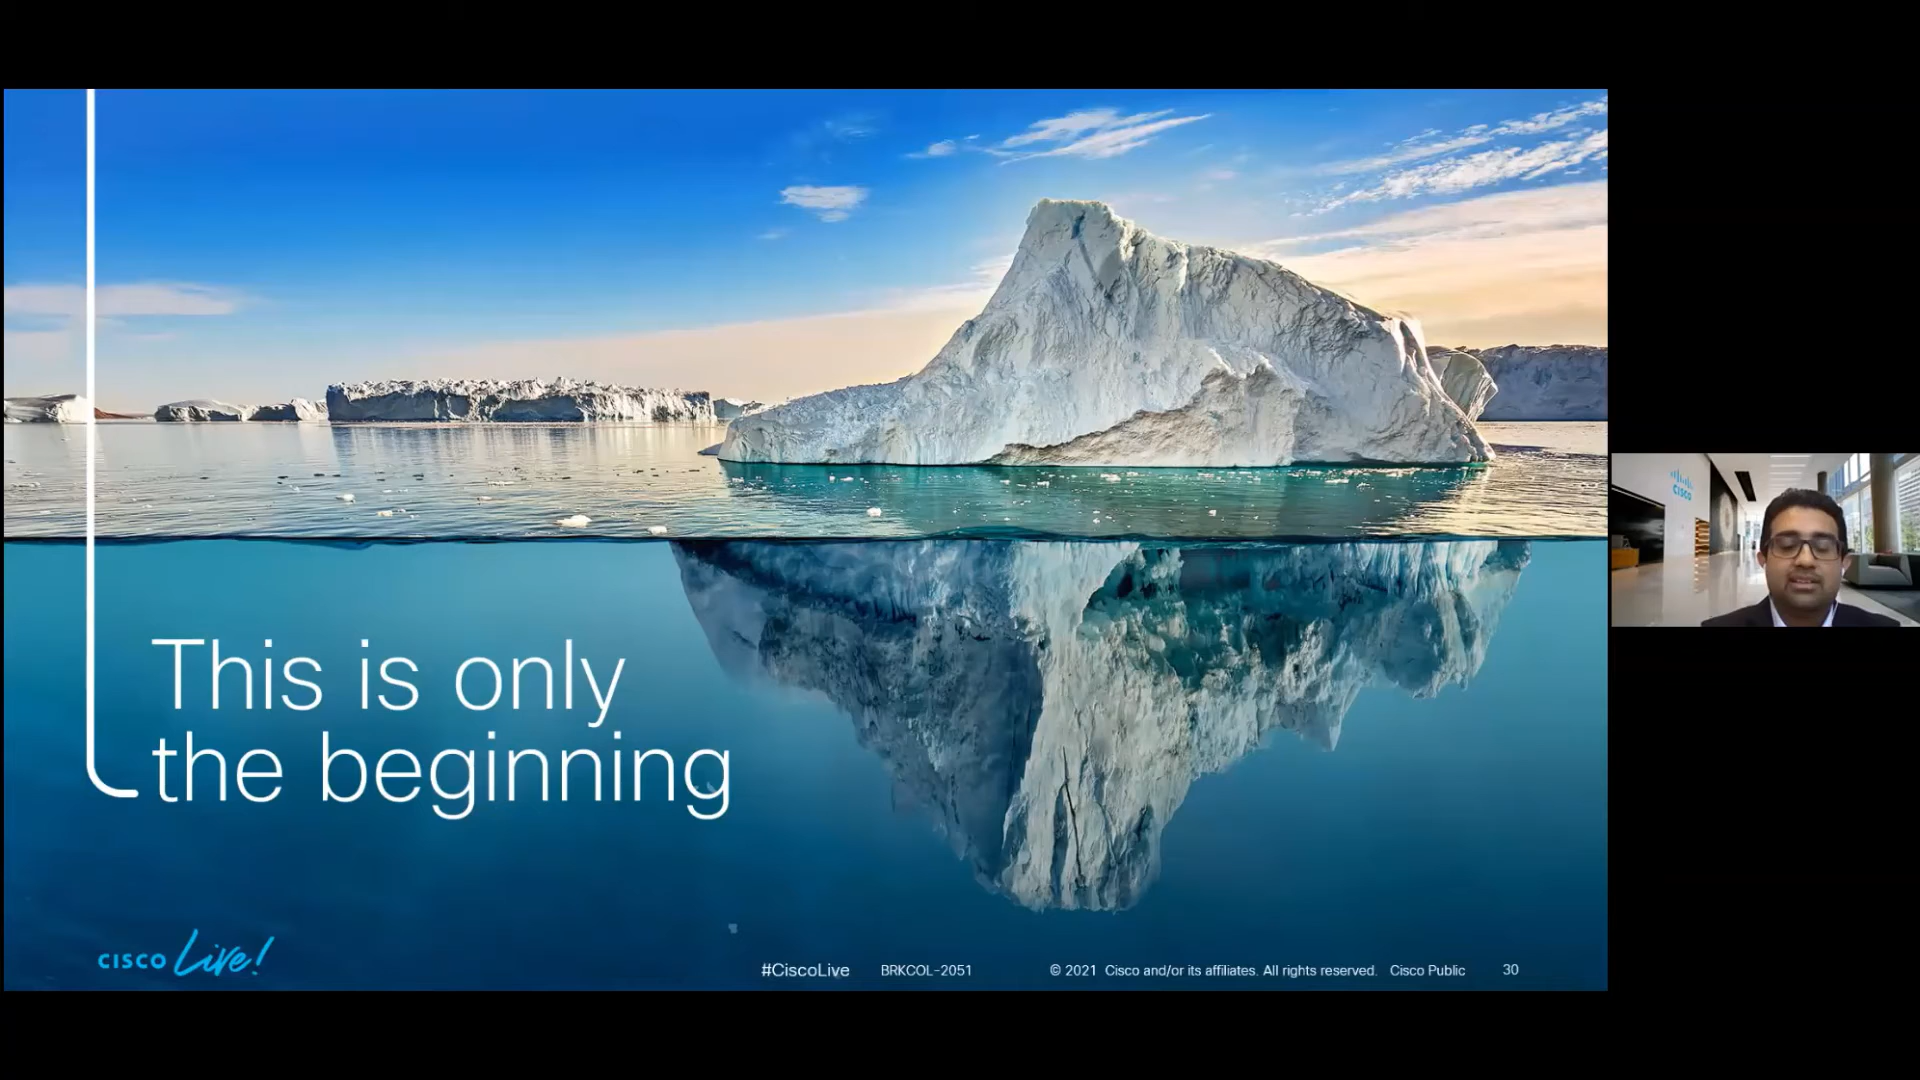 This is only
the beginning
CISCO Live!
#CiscoLive BRKCOL-2051 © 2021 Cisco and/or its affiliates. All rights reserved. Cisco Public 30
CISCO